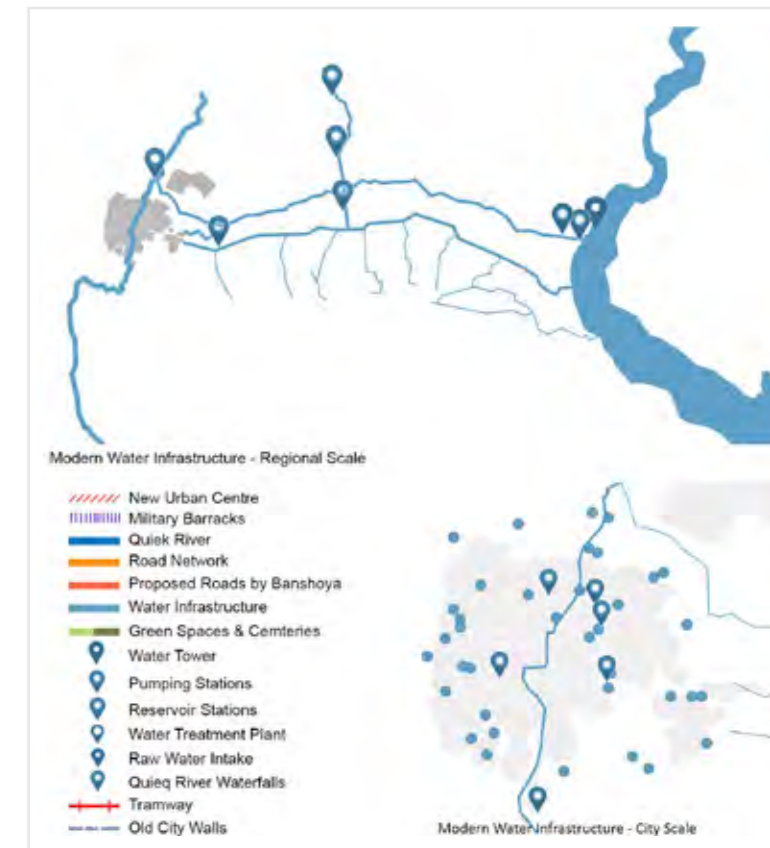 Modern Water Infrastructure - Regional Scale
New Urban Centre
Military Barracks
Quiek River
Road Network
Proposed Roads by Banshoya
Water Infrastructure
Green Spaces & Cemteries
Water Tower
Pumping Stations
Reservoir Stations
Water Treatment Plant
Raw Water Intake
Quieq River Waterfalls
Tramway
Old City Walls
Modern Water Infrastructure - City Scale